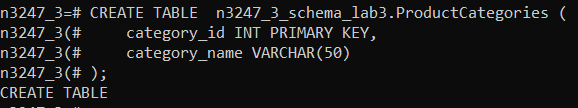 n3247_3=# CREATE TABLE  n3247_3_schema_lab3.ProductCategories (
n3247_3(#     category_id INT PRIMARY KEY,
n3247_3(#     category_name VARCHAR(50)
n3247_3(# );
CREATE TABLE